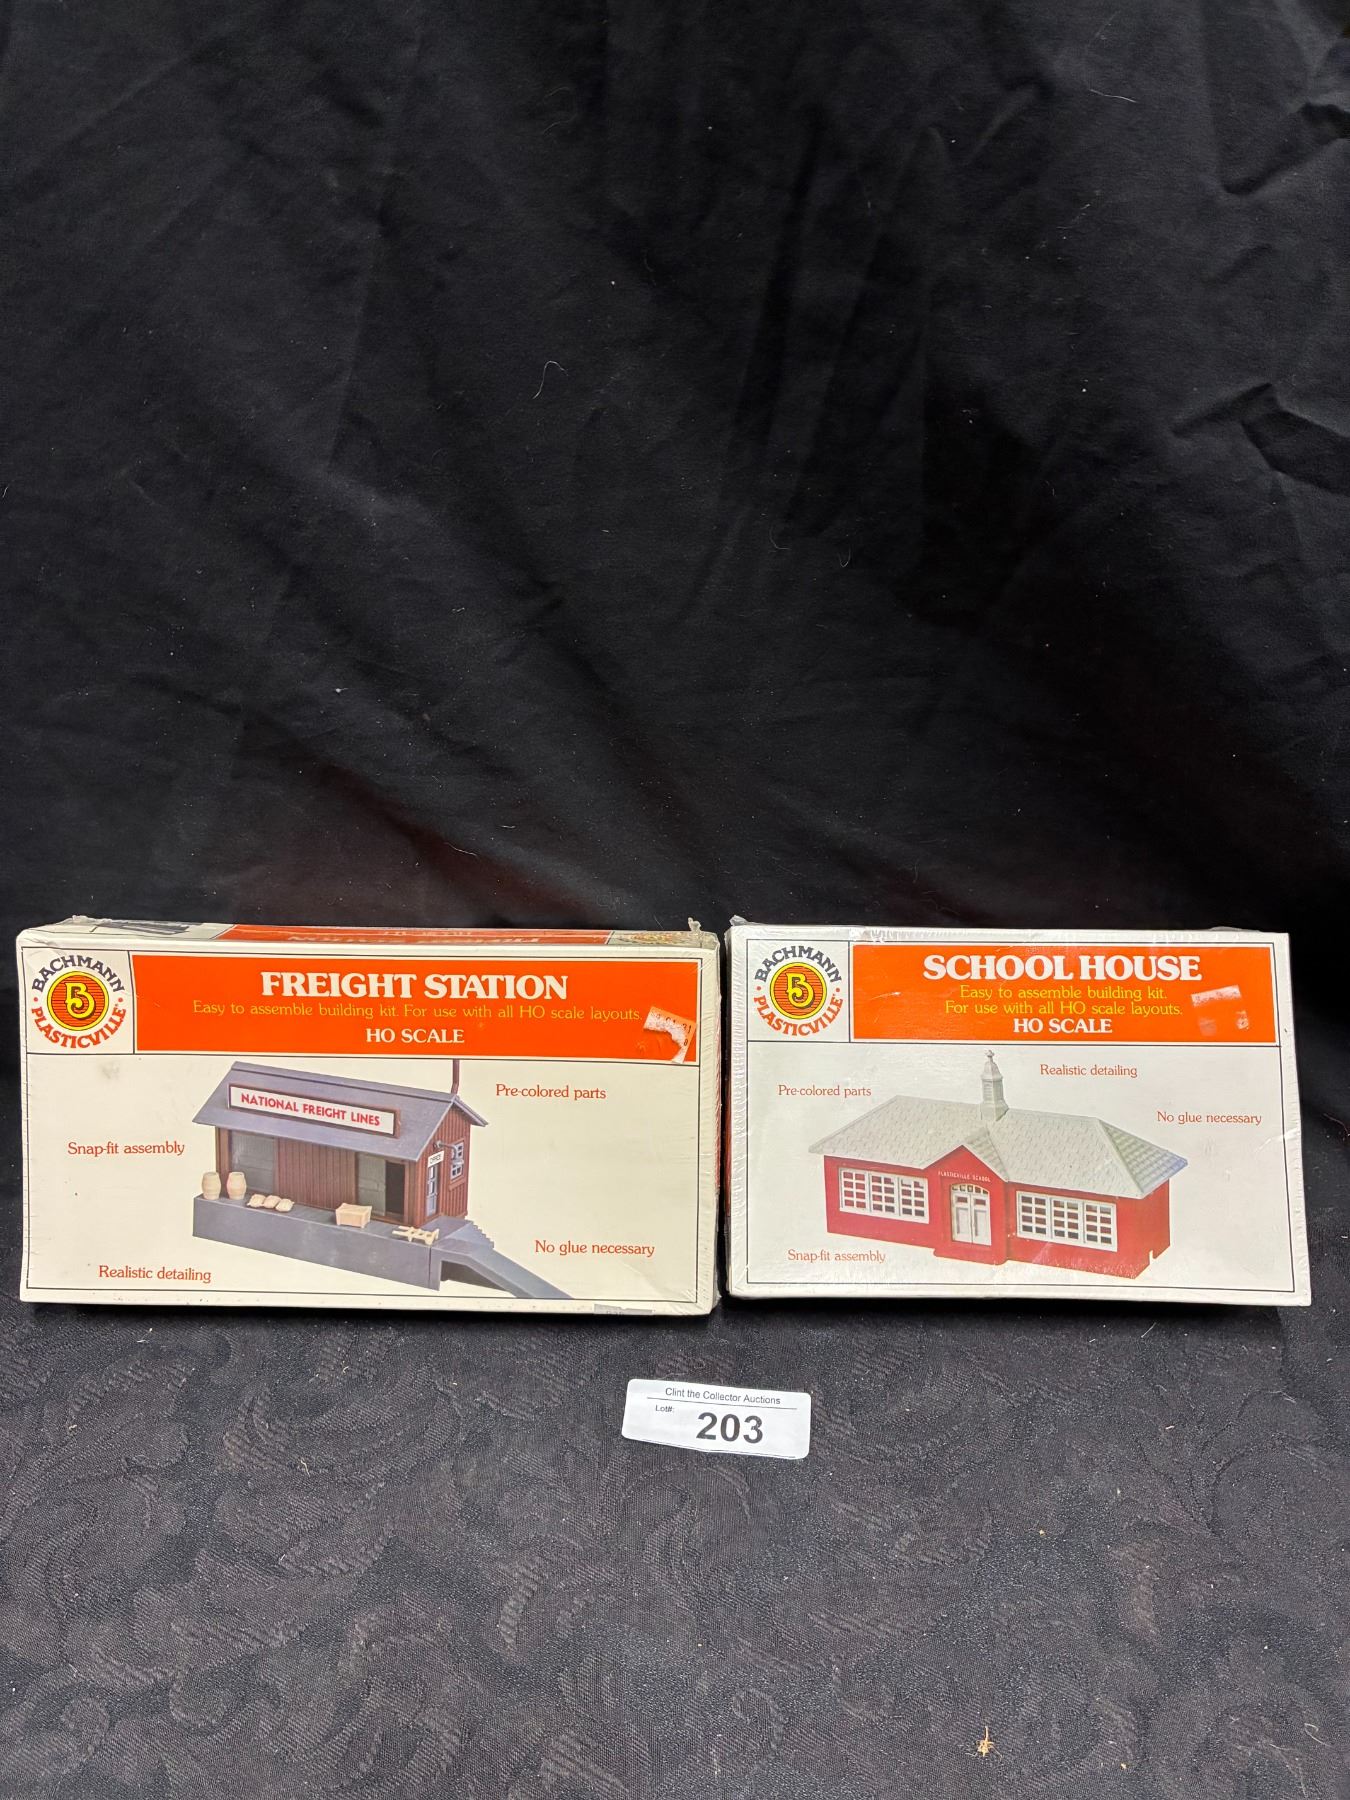 BACHMANN
B
PLASTICVILLE
FREIGHT STATION
Easy to assemble building kit. For use with all HO scale layouts.
HO SCALE
Pre-colored parts
NATIONAL FREIGHT LINES
Snap-fit assembly
OFFICE
No glue necessary
Realistic detailing
BACHMANN
B
PLASTICVILLE
SCHOOL HOUSE
Easy to assemble building kit.
For use with all HO scale layouts.
HO SCALE
Realistic detailing
Pre-colored parts
No glue necessary
PLASTICVILLE SCHOOL
Snap-fit assembly
Clint the Collector Auctions
Lot#:
203